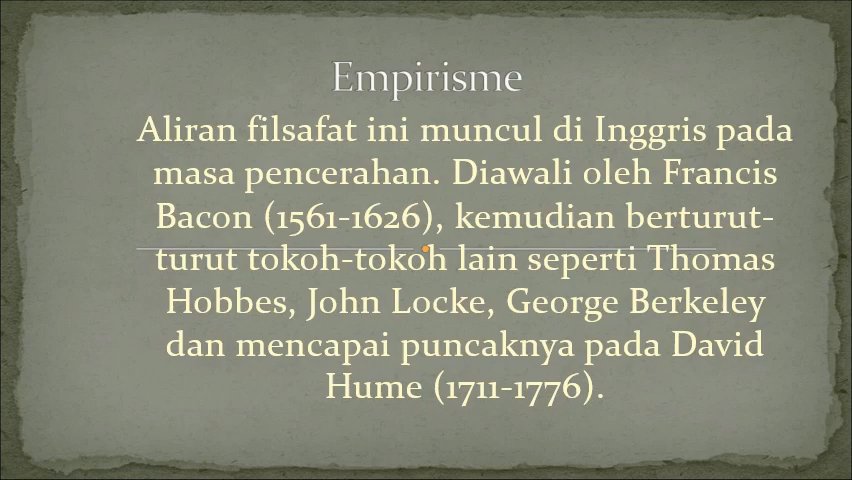 Empirisme
Aliran filsafat ini muncul di Inggris pada
masa pencerahan. Diawali oleh Francis
Bacon (1561-1626), kemudian berturut-
turut tokoh-tokoh lain seperti Thomas
Hobbes, John Locke, George Berkeley
dan mencapai puncaknya pada David
Hume (1711-1776).